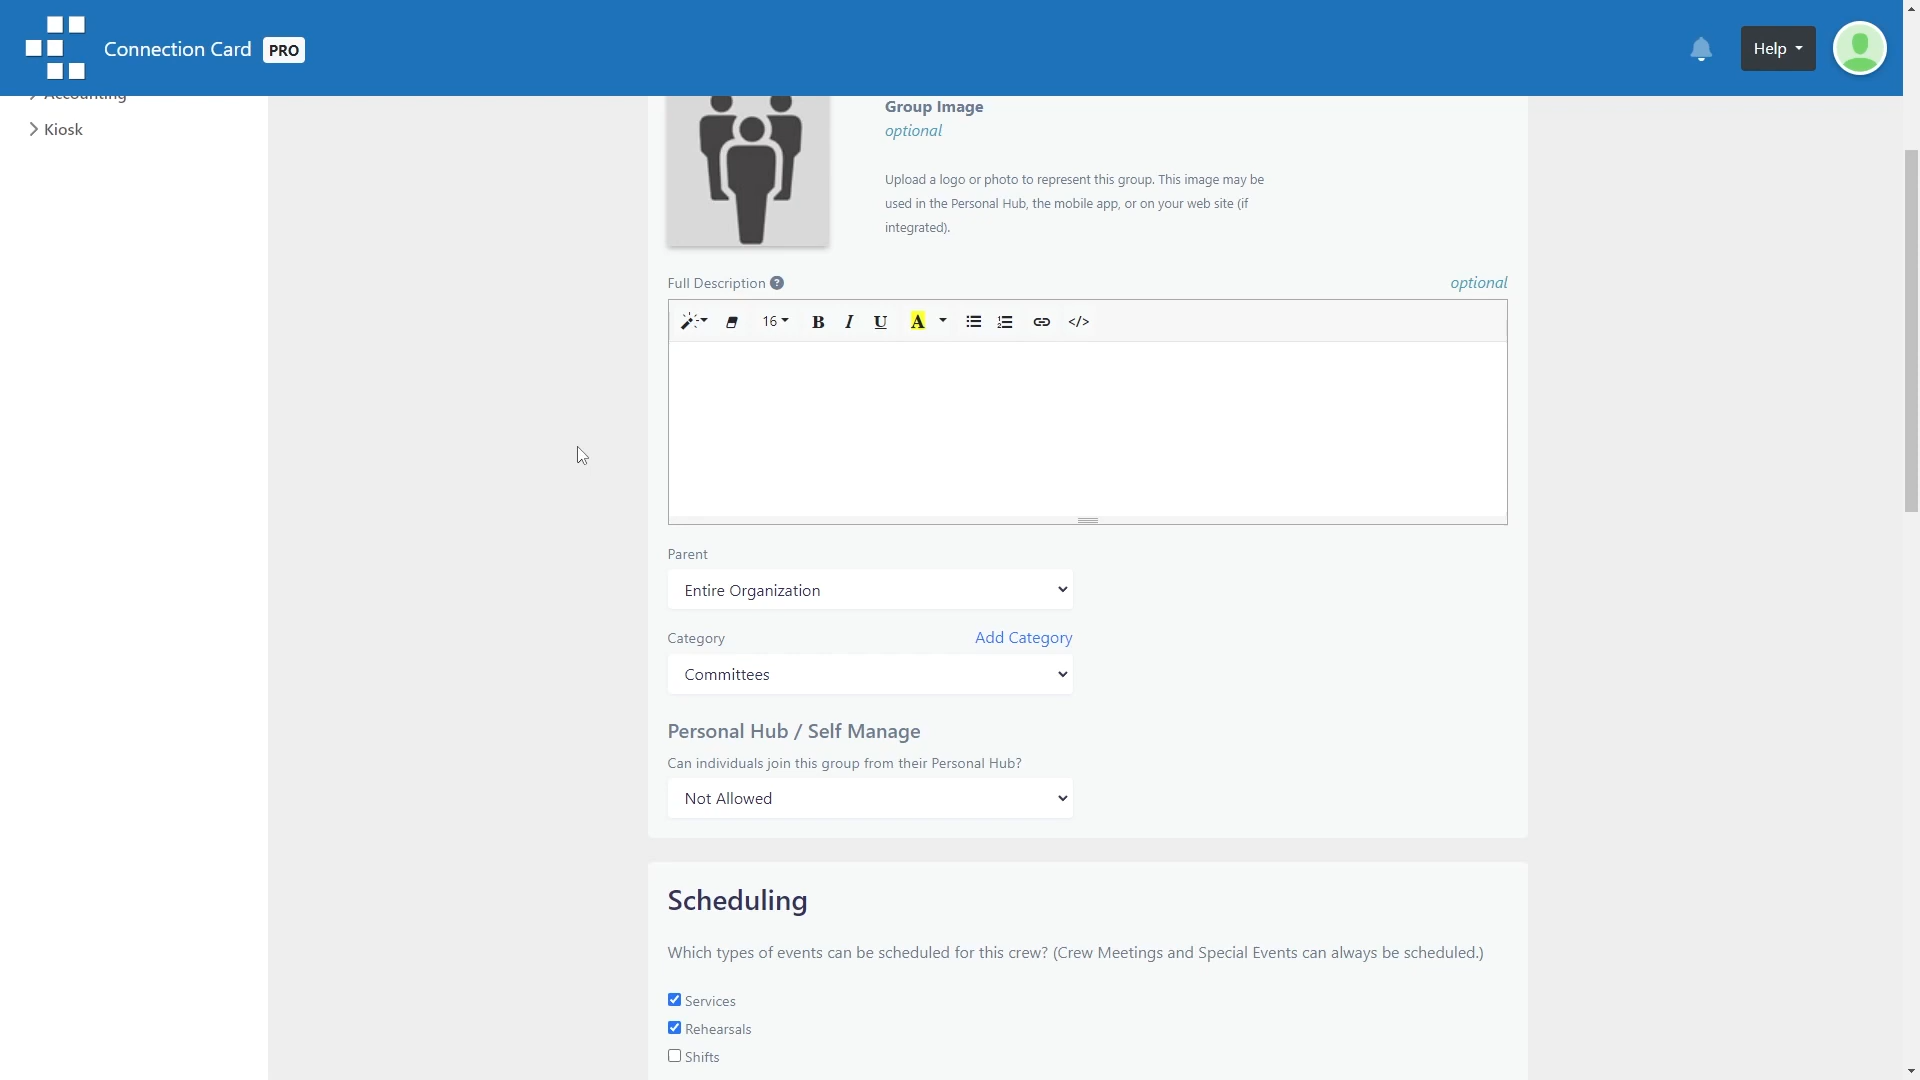 Connection Card PRO
Help
Accounting
Kiosk
Group Image
optional
Upload a logo or photo to represent this group. This image may be
used in the Personal Hub, the mobile app, or on your web site (if
integrated).
Full Description ?
optional
16 B I U A </>
Parent
Entire Organization
Category
Add Category
Committees
Personal Hub / Self Manage
Can individuals join this group from their Personal Hub?
Not Allowed
Scheduling
Which types of events can be scheduled for this crew? (Crew Meetings and Special Events can always be scheduled.)
Services
Rehearsals
Shifts